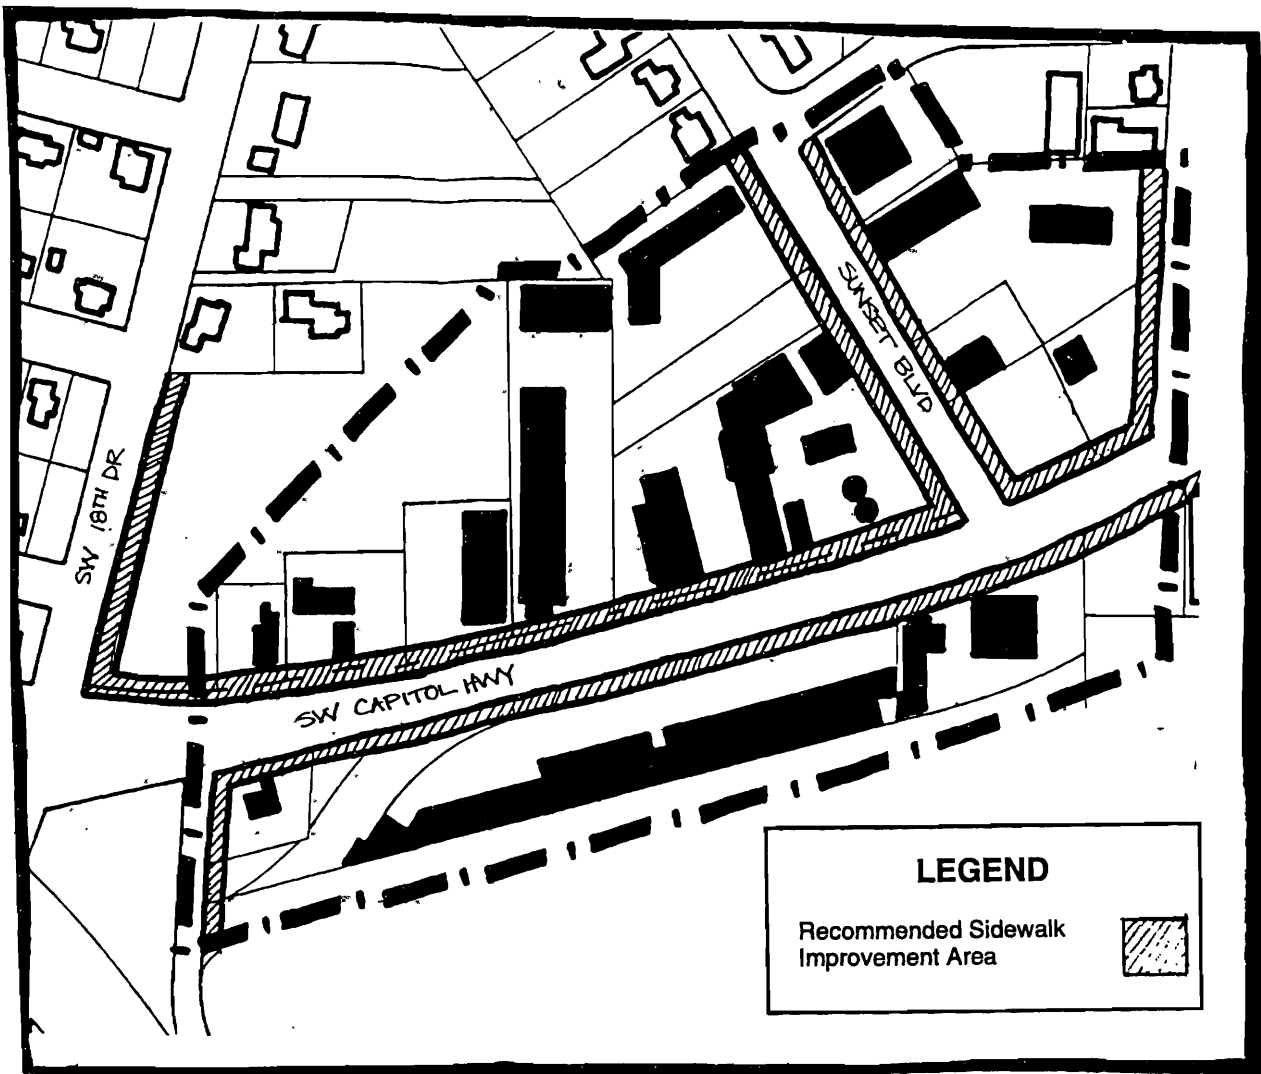 SUNSET BLVD
SW 18TH DR
SW CAPITOL HWY
LEGEND
Recommended Sidewalk
Improvement Area